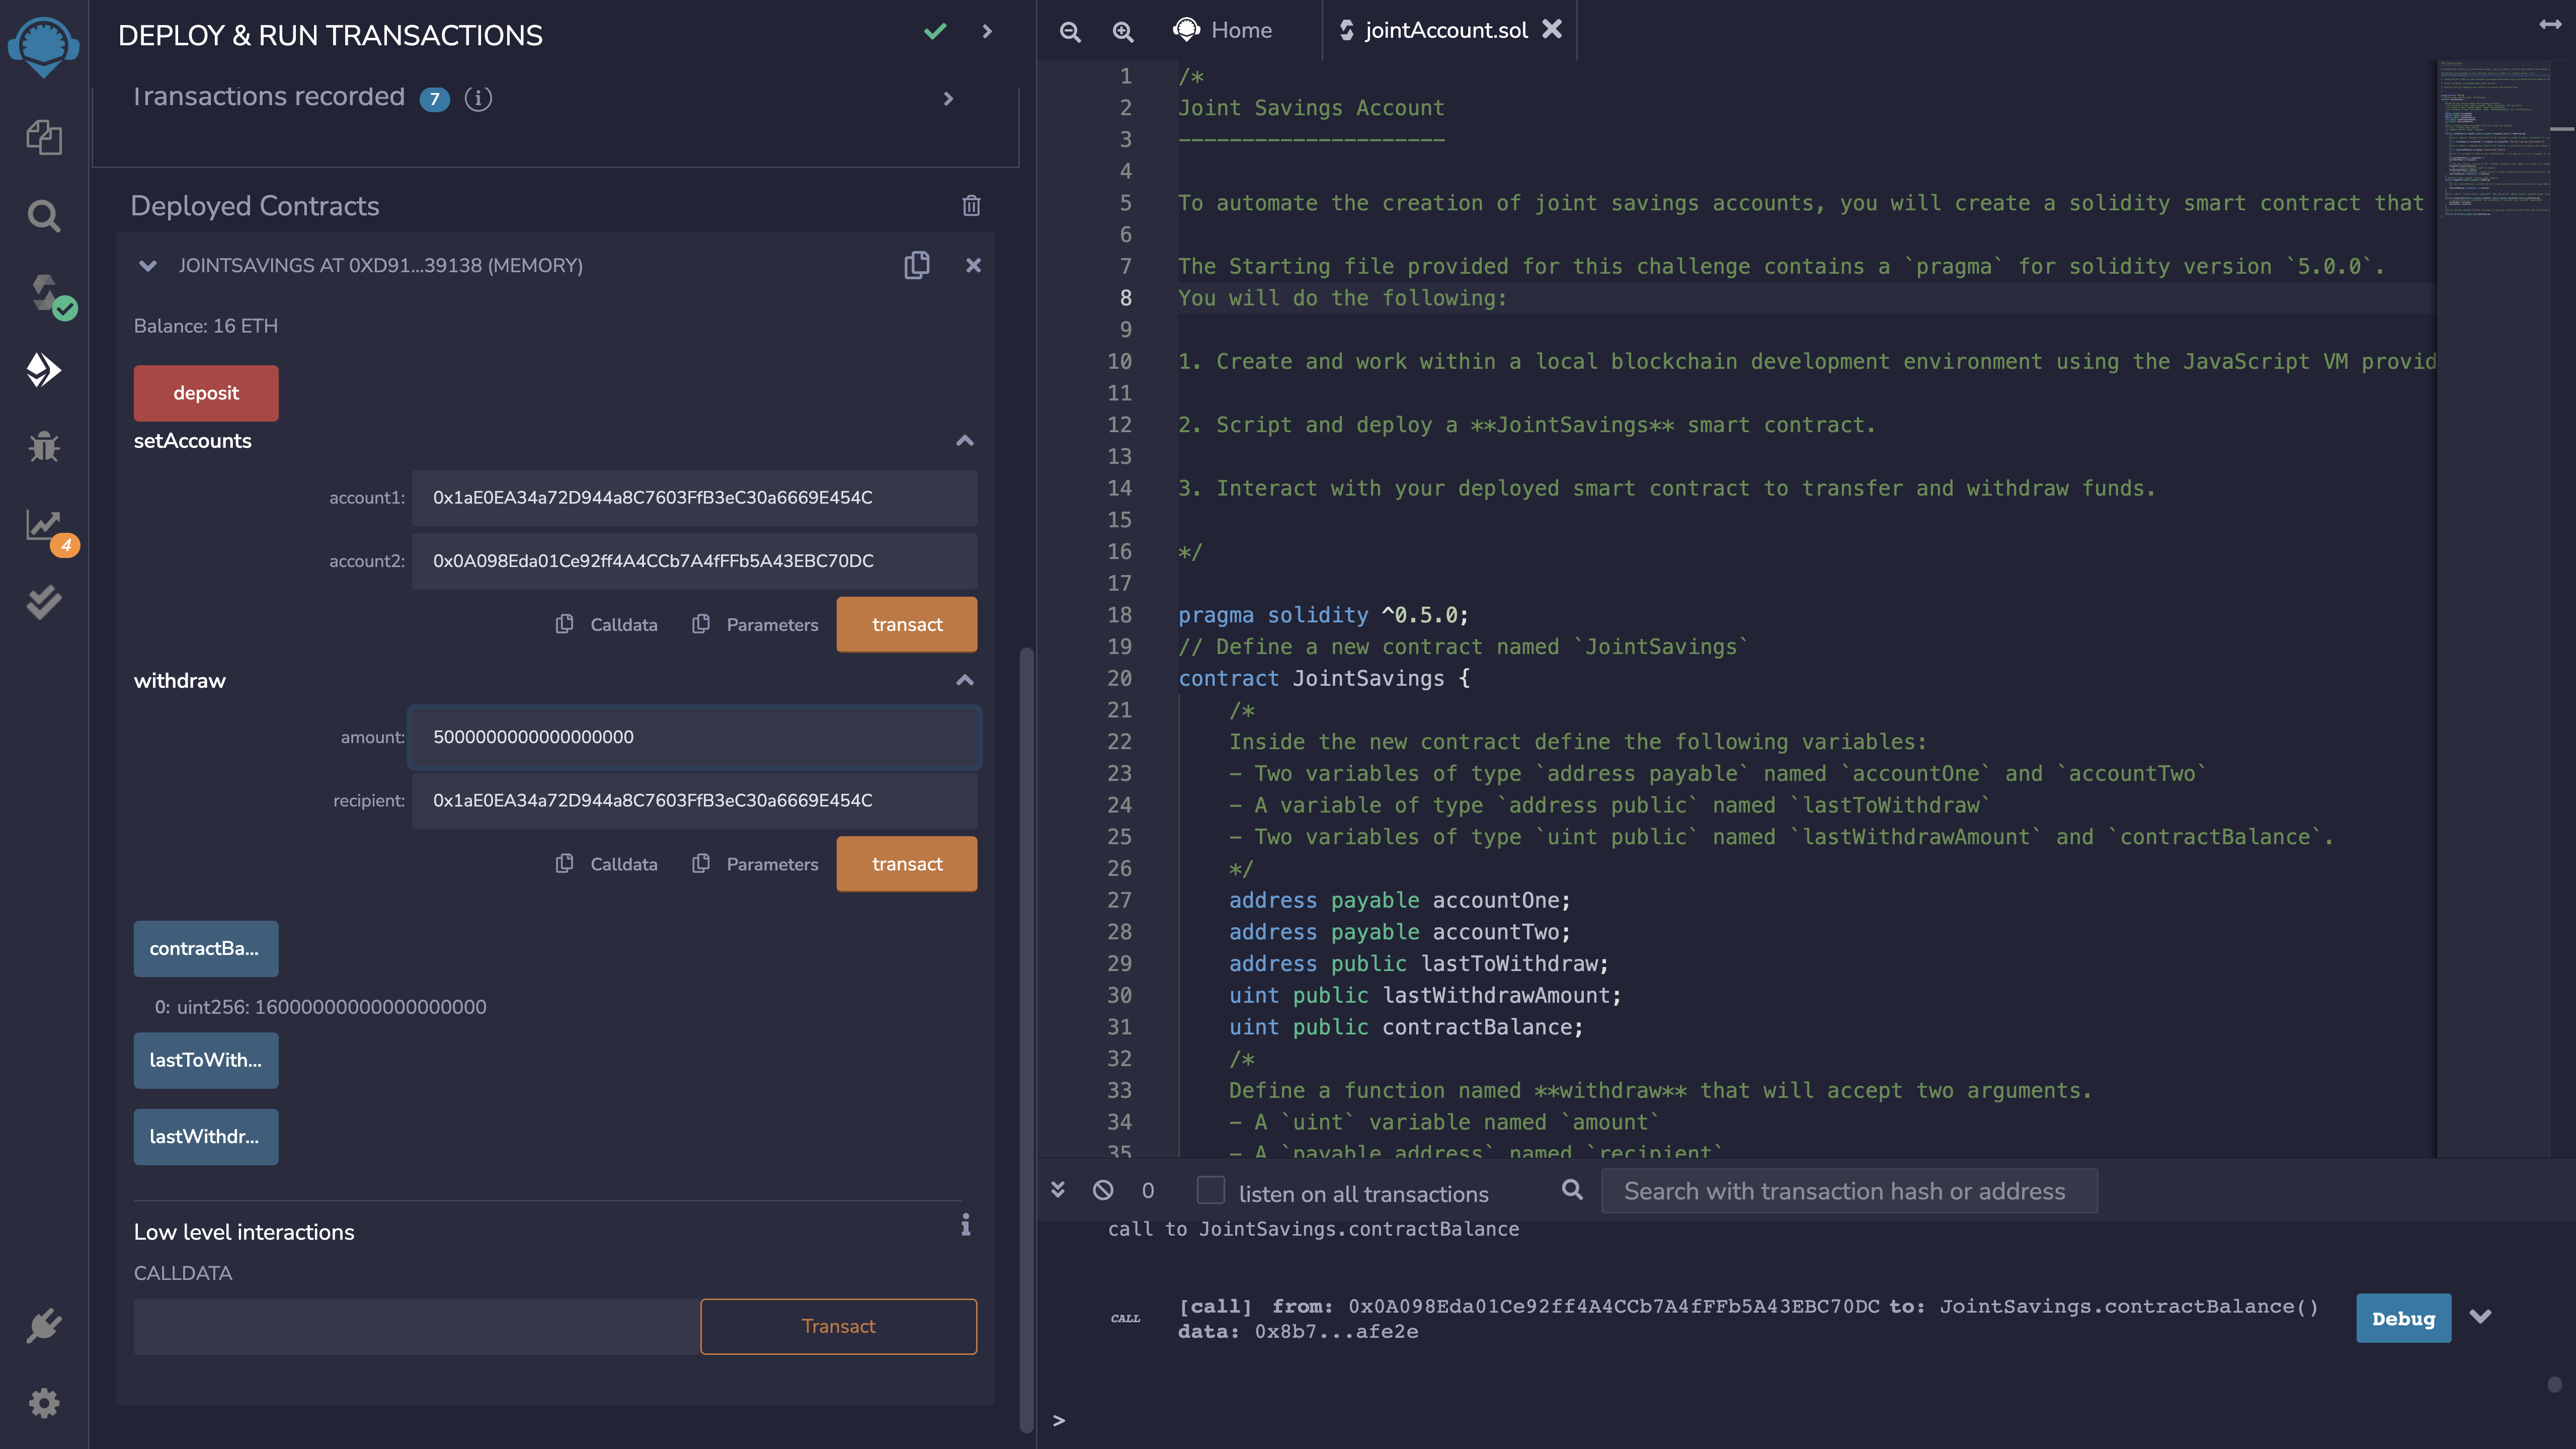 DEPLOY & RUN TRANSACTIONS
Transactions recorded 7 i
Deployed Contracts
JOINTSAVINGS AT 0XD91...39138 (MEMORY)
Balance: 16 ETH
deposit
setAccounts
account1: 0x1aE0EA34a72D944a8C7603FfB3eC30a6669E454C
account2: 0x0A098Eda01Ce92ff4A4CCb7A4fFFb5A43EBC70DC
Calldata Parameters transact
withdraw
amount: 5000000000000000000
recipient: 0x1aE0EA34a72D944a8C7603FfB3eC30a6669E454C
Calldata Parameters transact
contractBa...
0: uint256: 16000000000000000000
lastToWith...
lastWithdr...
Low level interactions i
CALLDATA
Transact
4
Home jointAccount.sol
1 /*
2 Joint Savings Account
3 ---------------------
4
5 To automate the creation of joint savings accounts, you will create a solidity smart contract that
6
7 The Starting file provided for this challenge contains a `pragma` for solidity version `5.0.0`.
8 You will do the following:
9
10 1. Create and work within a local blockchain development environment using the JavaScript VM provid
11
12 2. Script and deploy a **JointSavings** smart contract.
13
14 3. Interact with your deployed smart contract to transfer and withdraw funds.
15
16 */
17
18 pragma solidity ^0.5.0;
19 // Define a new contract named `JointSavings`
20 contract JointSavings {
21 /*
22 Inside the new contract define the following variables:
23 - Two variables of type `address payable` named `accountOne` and `accountTwo`
24 - A variable of type `address public` named `lastToWithdraw`
25 - Two variables of type `uint public` named `lastWithdrawAmount` and `contractBalance`.
26 */
27 address payable accountOne;
28 address payable accountTwo;
29 address public lastToWithdraw;
30 uint public lastWithdrawAmount;
31 uint public contractBalance;
32 /*
33 Define a function named **withdraw** that will accept two arguments.
34 - A `uint` variable named `amount`
35 - A `payable address` named `recipient`
0 listen on all transactions Search with transaction hash or address
call to JointSavings.contractBalance
CALL [call] from: 0x0A098Eda01Ce92ff4A4CCb7A4fFFb5A43EBC70DC to: JointSavings.contractBalance()
data: 0x8b7...afe2e
Debug
>